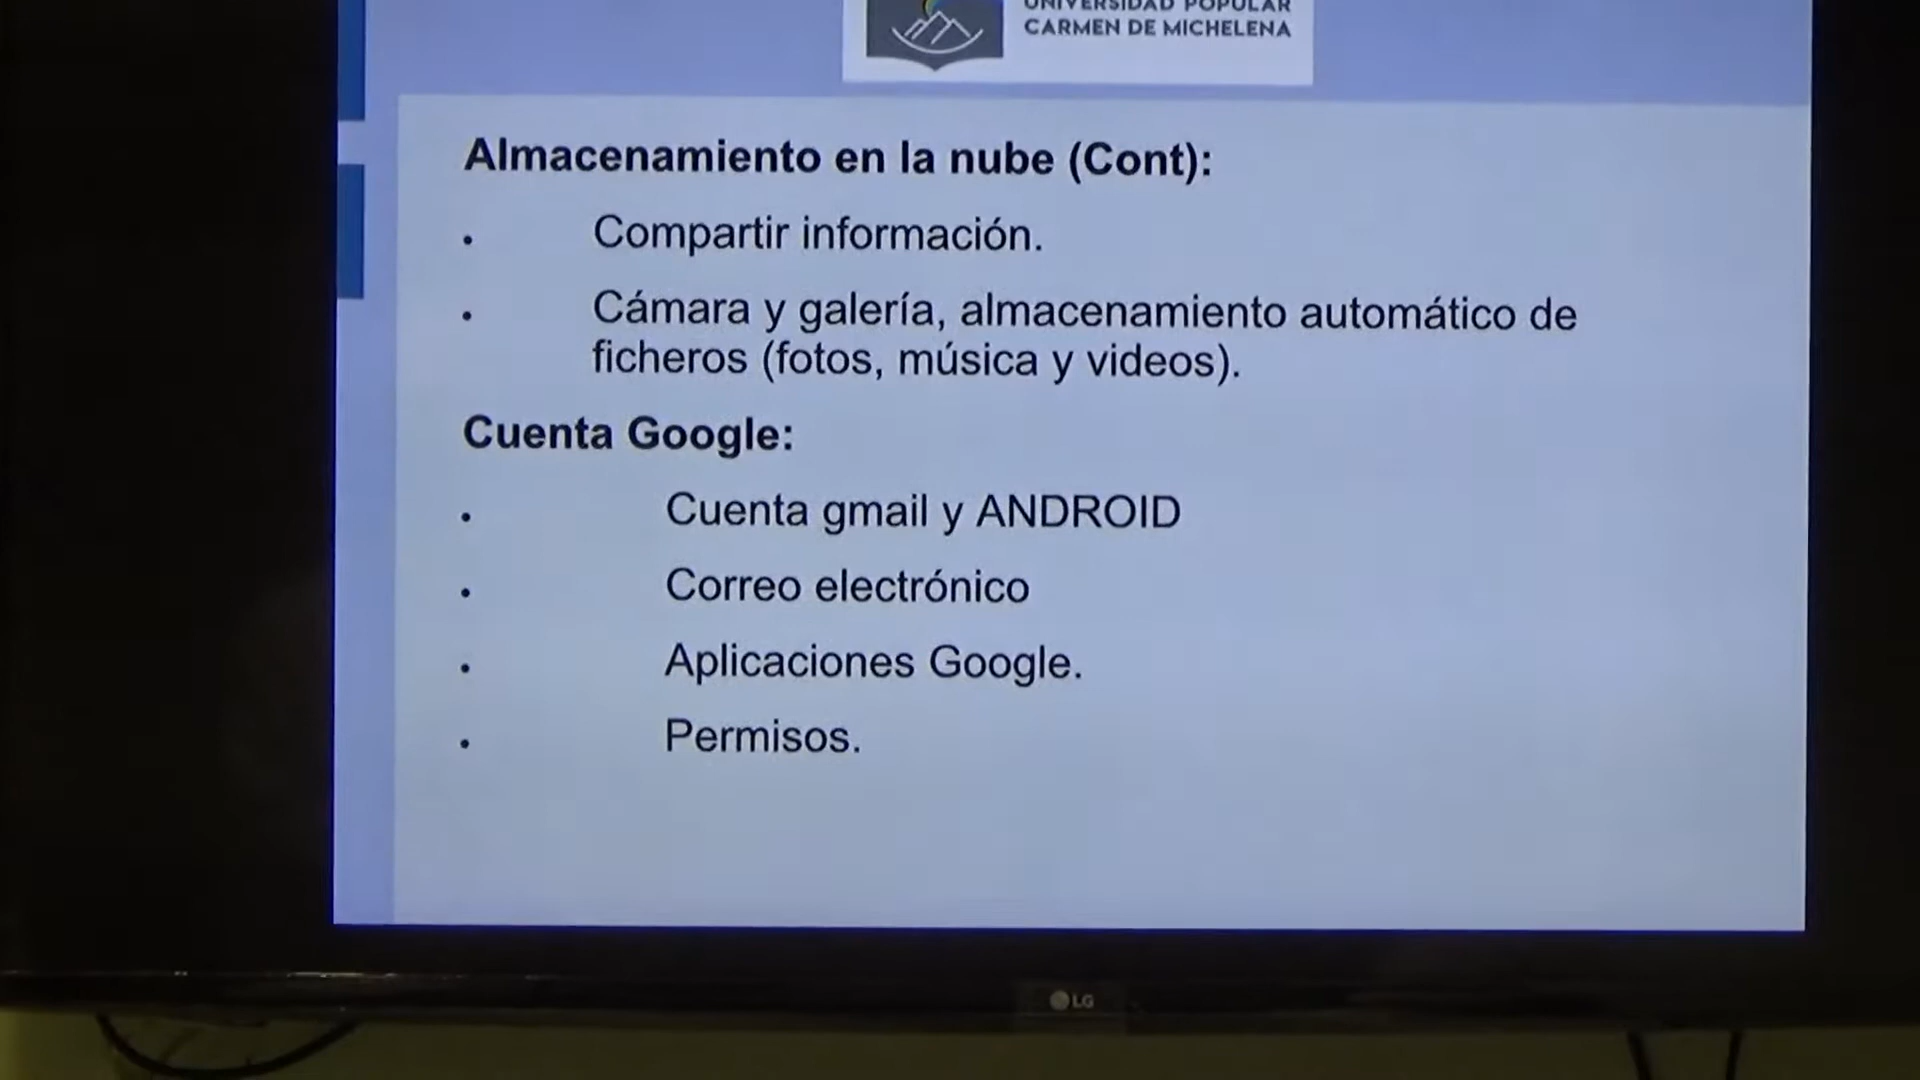 UNIVERSIDAD POPULAR
CARMEN DE MICHELENA
Almacenamiento en la nube (Cont):
• Compartir información.
• Cámara y galería, almacenamiento automático de
ficheros (fotos, música y videos).
Cuenta Google:
• Cuenta gmail y ANDROID
• Correo electrónico
• Aplicaciones Google.
• Permisos.
LG